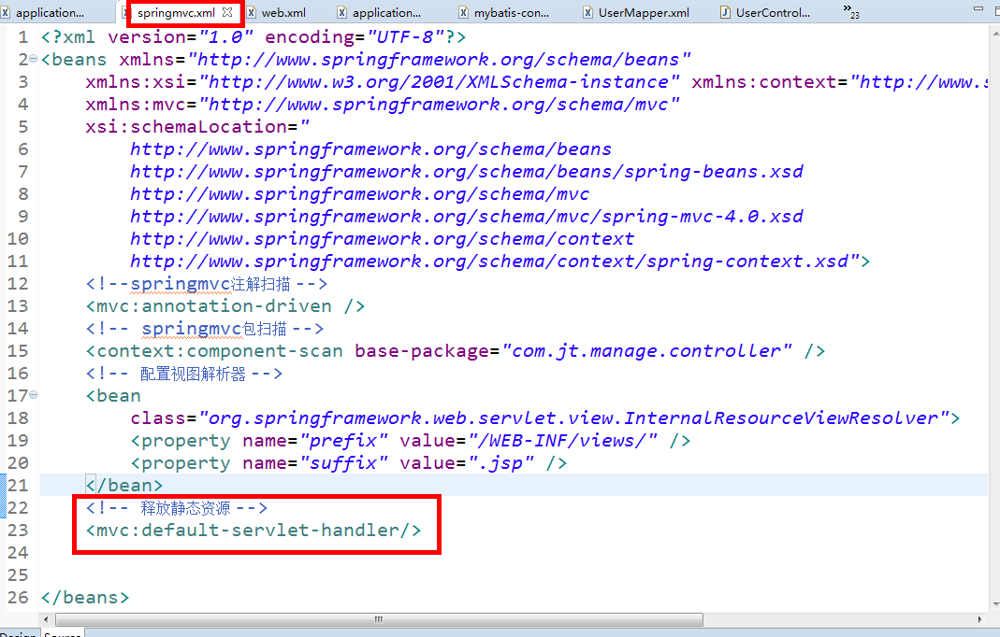 application...
springmvc.xml
web.xml
application...
mybatis-con...
UserMapper.xml
UserControl...
»23
1 <?xml version="1.0" encoding="UTF-8"?>
2 <beans xmlns="http://www.springframework.org/schema/beans"
3 xmlns:xsi="http://www.w3.org/2001/XMLSchema-instance" xmlns:context="http://www.s
4 xmlns:mvc="http://www.springframework.org/schema/mvc"
5 xsi:schemaLocation="
6 http://www.springframework.org/schema/beans
7 http://www.springframework.org/schema/beans/spring-beans.xsd
8 http://www.springframework.org/schema/mvc
9 http://www.springframework.org/schema/mvc/spring-mvc-4.0.xsd
10 http://www.springframework.org/schema/context
11 http://www.springframework.org/schema/context/spring-context.xsd">
12 <!--springmvc注解扫描 -->
13 <mvc:annotation-driven />
14 <!-- springmvc包扫描 -->
15 <context:component-scan base-package="com.jt.manage.controller" />
16 <!-- 配置视图解析器 -->
17 <bean
18 class="org.springframework.web.servlet.view.InternalResourceViewResolver">
19 <property name="prefix" value="/WEB-INF/views/" />
20 <property name="suffix" value=".jsp" />
21 </bean>
22 <!-- 释放静态资源 -->
23 <mvc:default-servlet-handler/>
24
25
26 </beans>
Design Source